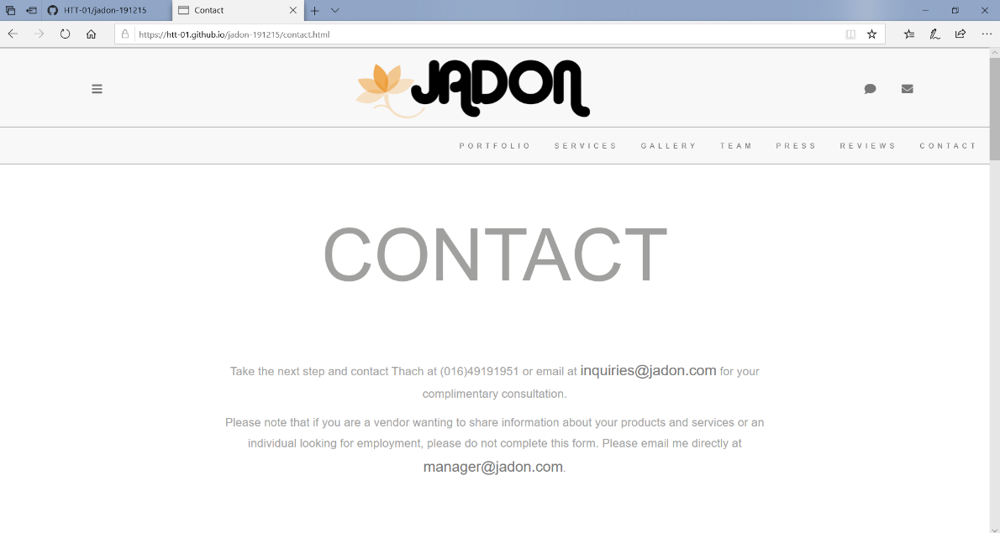 HTT-01/jadon-191215
Contact
https://htt-01.github.io/jadon-191215/contact.html
JADON
PORTFOLIO SERVICES GALLERY TEAM PRESS REVIEWS CONTACT
CONTACT
Take the next step and contact Thach at (016)49191951 or email at inquiries@jadon.com for your
complimentary consultation.
Please note that if you are a vendor wanting to share information about your products and services or an
individual looking for employment, please do not complete this form. Please email me directly at
manager@jadon.com.